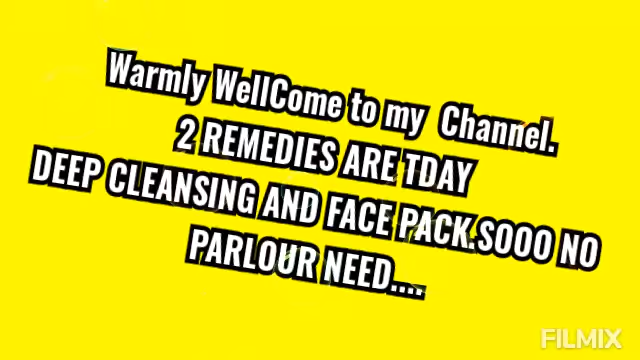 Warmly WellCome to my Channel.
2 REMEDIES ARE TDAY
DEEP CLEANSING AND FACE PACK.SOOO NO
PARLOUR NEED....
FILMIX